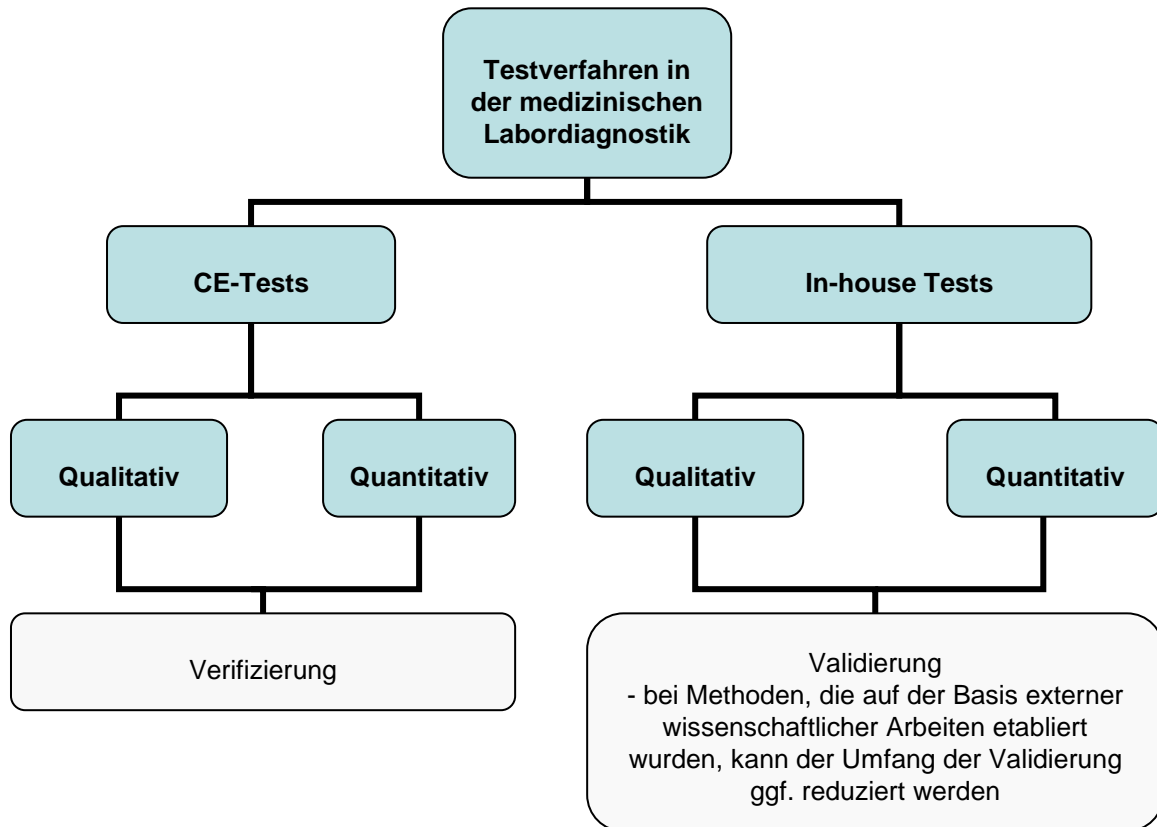 Testverfahren in
der medizinischen
Labordiagnostik
CE-Tests
In-house Tests
Qualitativ
Quantitativ
Qualitativ
Quantitativ
Verifizierung
Validierung
- bei Methoden, die auf der Basis externer
wissenschaftlicher Arbeiten etabliert
wurden, kann der Umfang der Validierung
ggf. reduziert werden